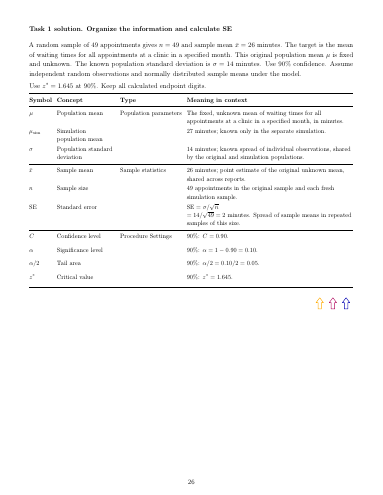 Task 1 solution. Organize the information and calculate SE
A random sample of 49 appointments gives n = 49 and sample mean x̄ = 26 minutes. The target is the mean
of waiting times for all appointments at a clinic in a specified month. This original population mean μ is fixed
and unknown. The known population standard deviation is σ = 14 minutes. Use 90% confidence. Assume
independent random observations and normally distributed sample means under the model.
Use z* = 1.645 at 90%. Keep all calculated endpoint digits.
Symbol Concept Type Meaning in context
μ Population mean Population parameters The fixed, unknown mean of waiting times for all
appointments at a clinic in a specified month, in minutes.
μsim Simulation 27 minutes; known only in the separate simulation.
population mean
σ Population standard 14 minutes; known spread of individual observations, shared
deviation by the original and simulation populations.
x̄ Sample mean Sample statistics 26 minutes; point estimate of the original unknown mean,
shared across reports.
n Sample size 49 appointments in the original sample and each fresh
simulation sample.
SE Standard error SE = σ/√n
= 14/√49 = 2 minutes. Spread of sample means in repeated
samples of this size.
C Confidence level Procedure Settings 90%: C = 0.90.
α Significance level 90%: α = 1 − 0.90 = 0.10.
α/2 Tail area 90%: α/2 = 0.10/2 = 0.05.
z* Critical value 90%: z* = 1.645.
26